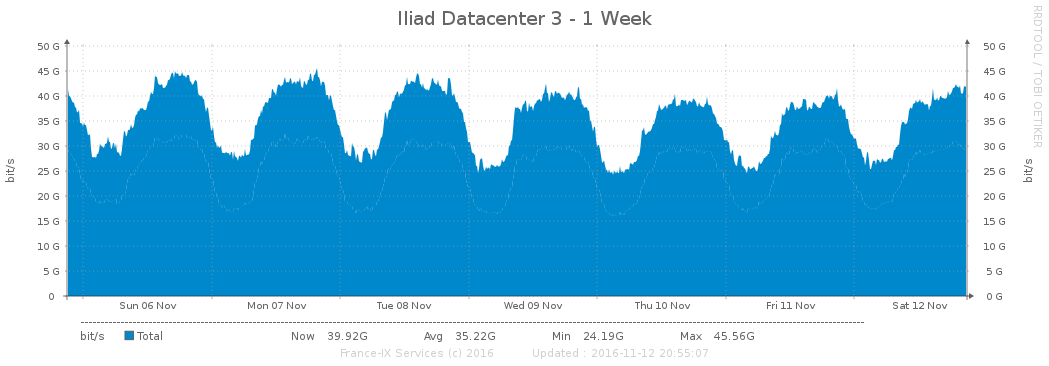 Iliad Datacenter 3 - 1 Week
RRDTOOL / TOBI OETIKER
50 G 50 G
45 G 45 G
40 G 40 G
35 G 35 G
30 G 30 G
25 G 25 G
20 G 20 G
15 G 15 G
10 G 10 G
5 G 5 G
0 0 G
bit/s bit/s
Sun 06 Nov Mon 07 Nov Tue 08 Nov Wed 09 Nov Thu 10 Nov Fri 11 Nov Sat 12 Nov
bit/s Total Now 39.92G Avg 35.22G Min 24.19G Max 45.56G
France-IX Services (c) 2016 Updated : 2016-11-12 20:55:07